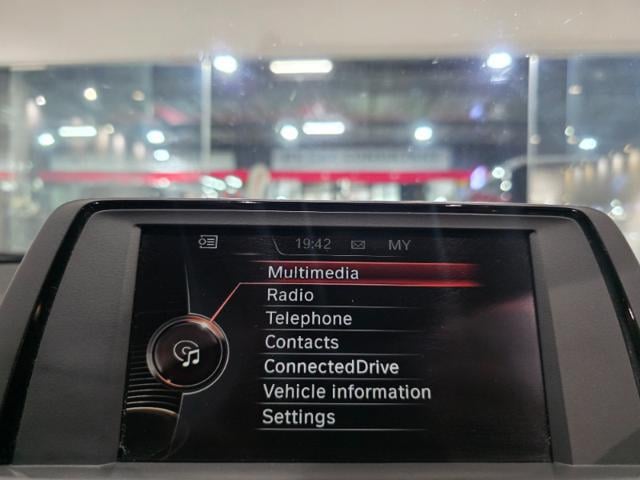 19:42 MY
Multimedia
Radio
Telephone
Contacts
ConnectedDrive
Vehicle information
Settings